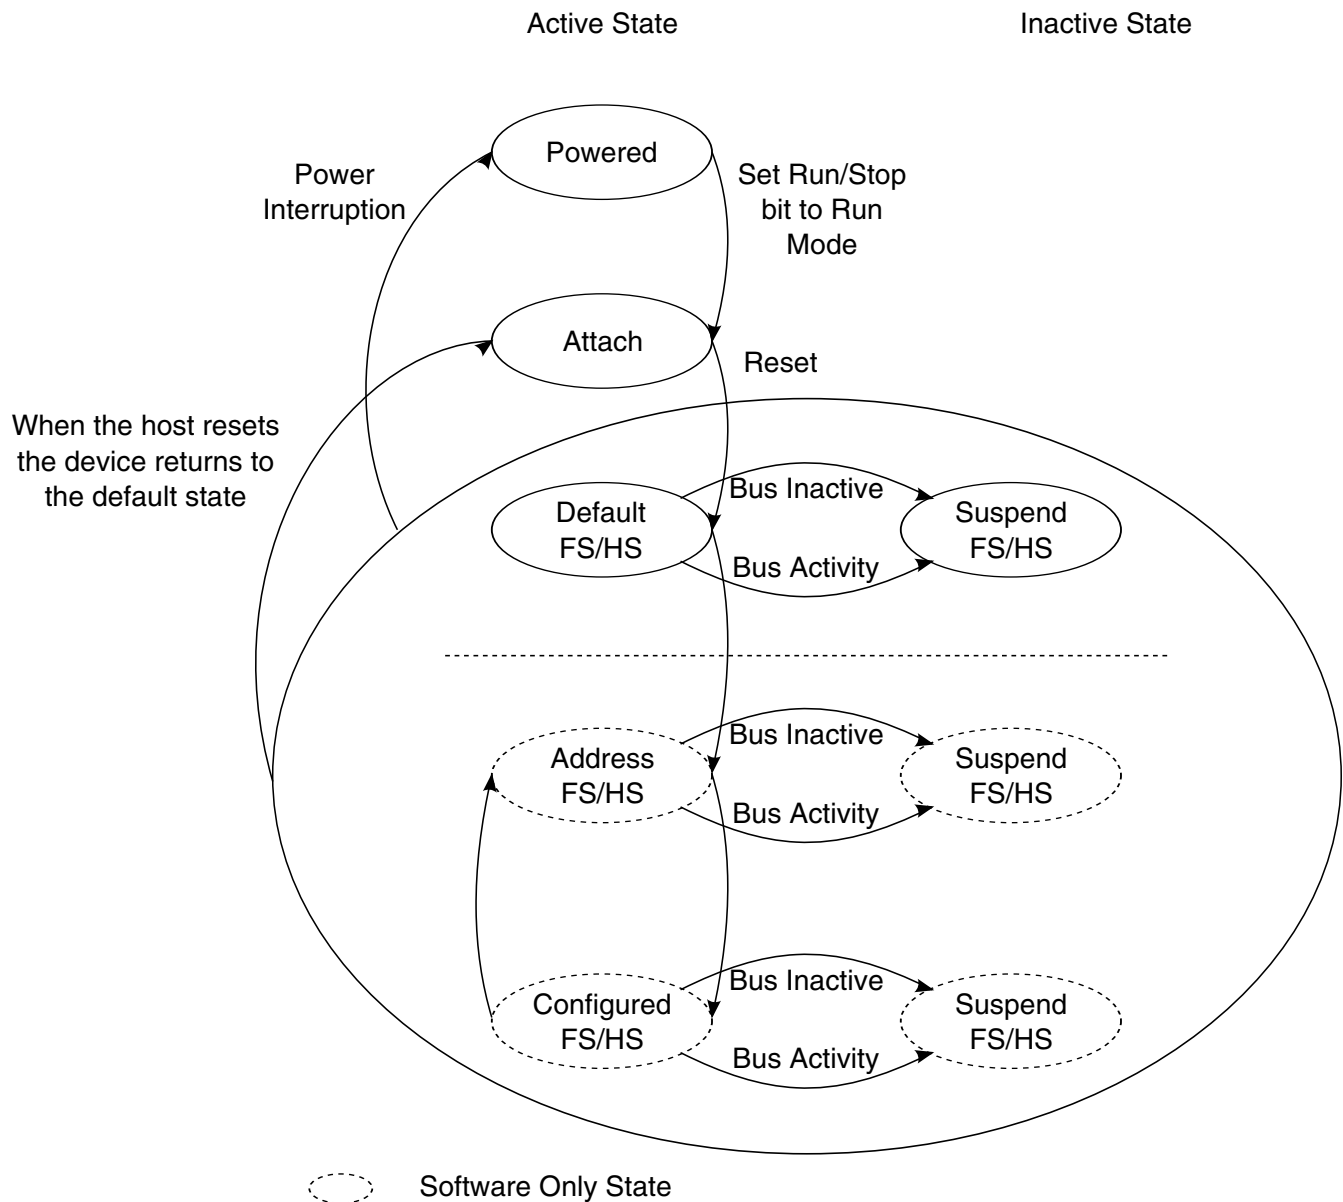 Active State
Inactive State
Powered
Power
Interruption
Set Run/Stop
bit to Run
Mode
Attach
Reset
When the host resets
the device returns to
the default state
Default
FS/HS
Bus Inactive
Bus Activity
Suspend
FS/HS
Address
FS/HS
Bus Inactive
Bus Activity
Suspend
FS/HS
Configured
FS/HS
Bus Inactive
Bus Activity
Suspend
FS/HS
Software Only State